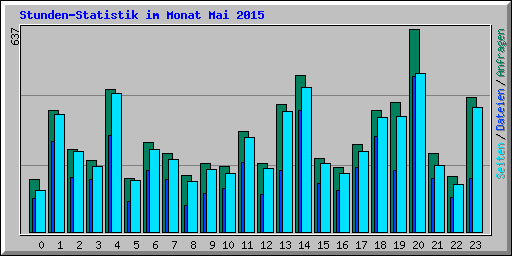 Stunden-Statistik im Monat Mai 2015
637
Seiten/Dateien/Anfragen
0 1 2 3 4 5 6 7 8 9 10 11 12 13 14 15 16 17 18 19 20 21 22 23